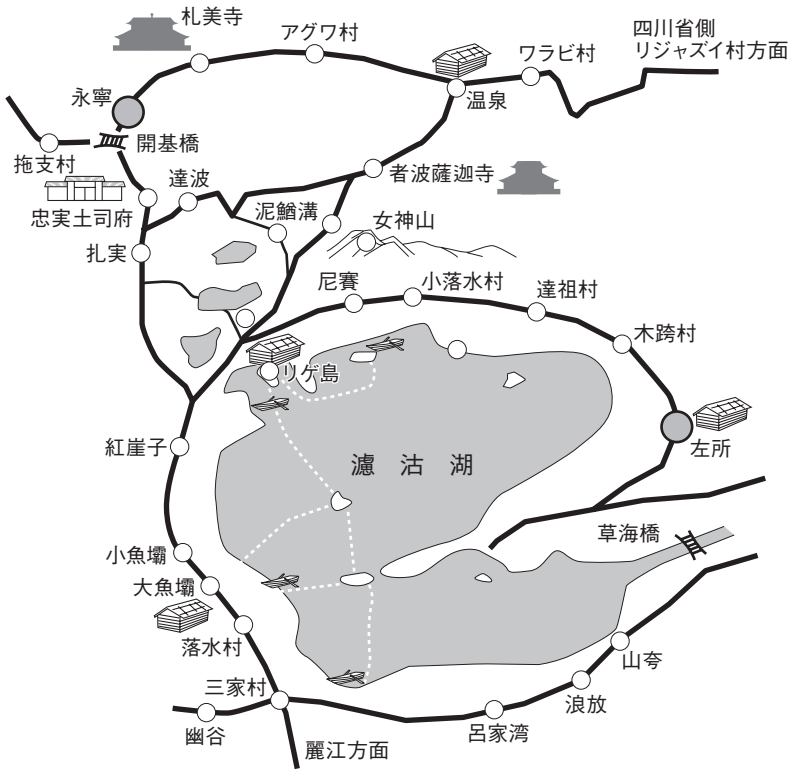 札美寺
アグワ村
ワラビ村
四川省側
リジャズイ村方面
永寧
温泉
開基橋
拖支村
者波薩迦寺
達波
忠実土司府
泥鰌溝
女神山
扎実
尼賽
小落水村
達祖村
木跨村
リゲ島
左所
紅崖子
濾沽湖
草海橋
小魚壩
大魚壩
落水村
山夸
三家村
浪放
幽谷
呂家湾
麗江方面